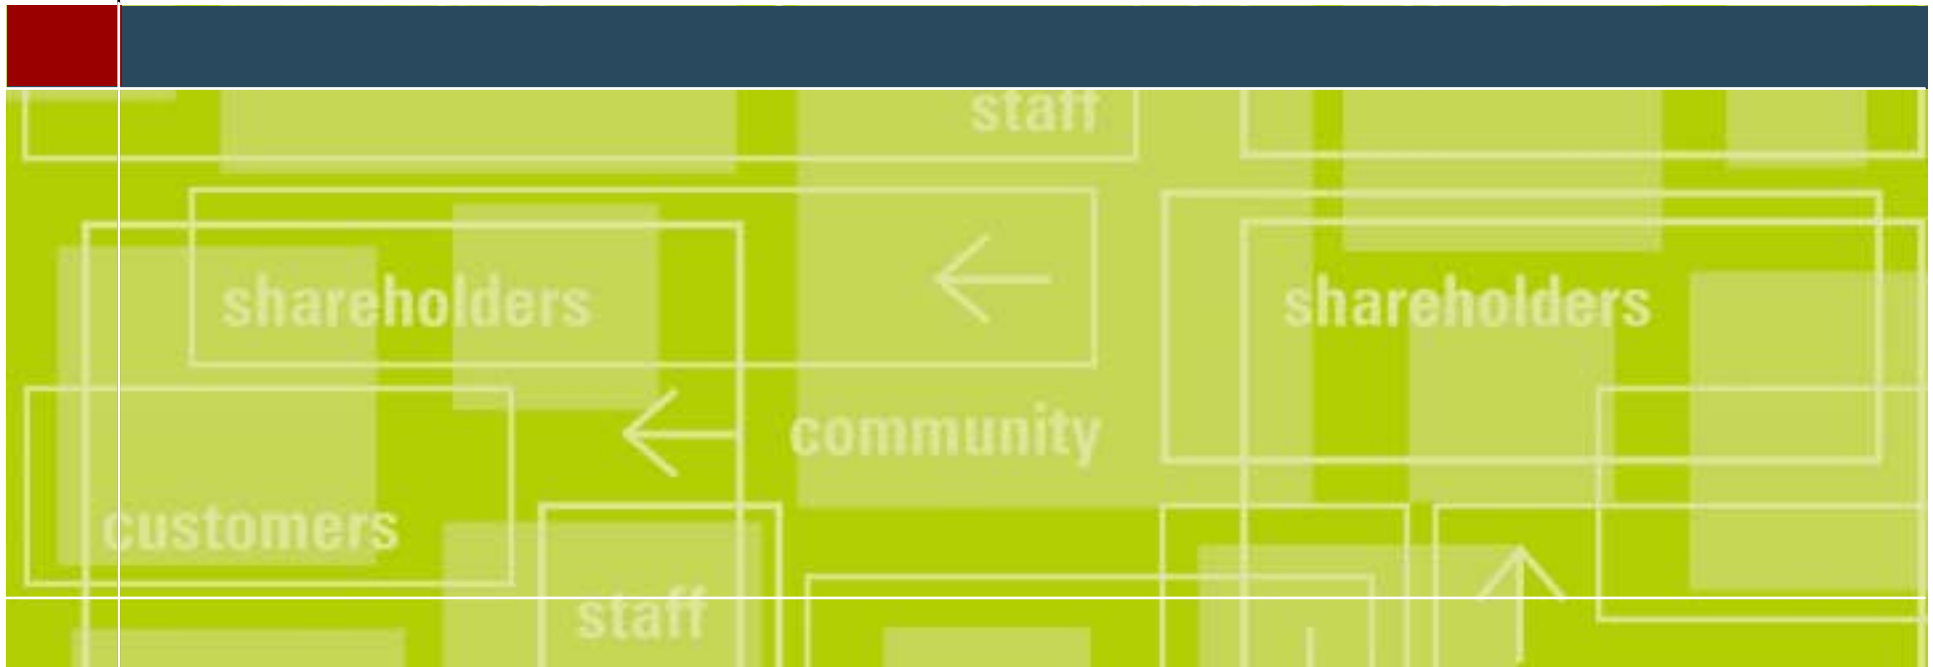 staff
shareholders
shareholders
community
customers
staff